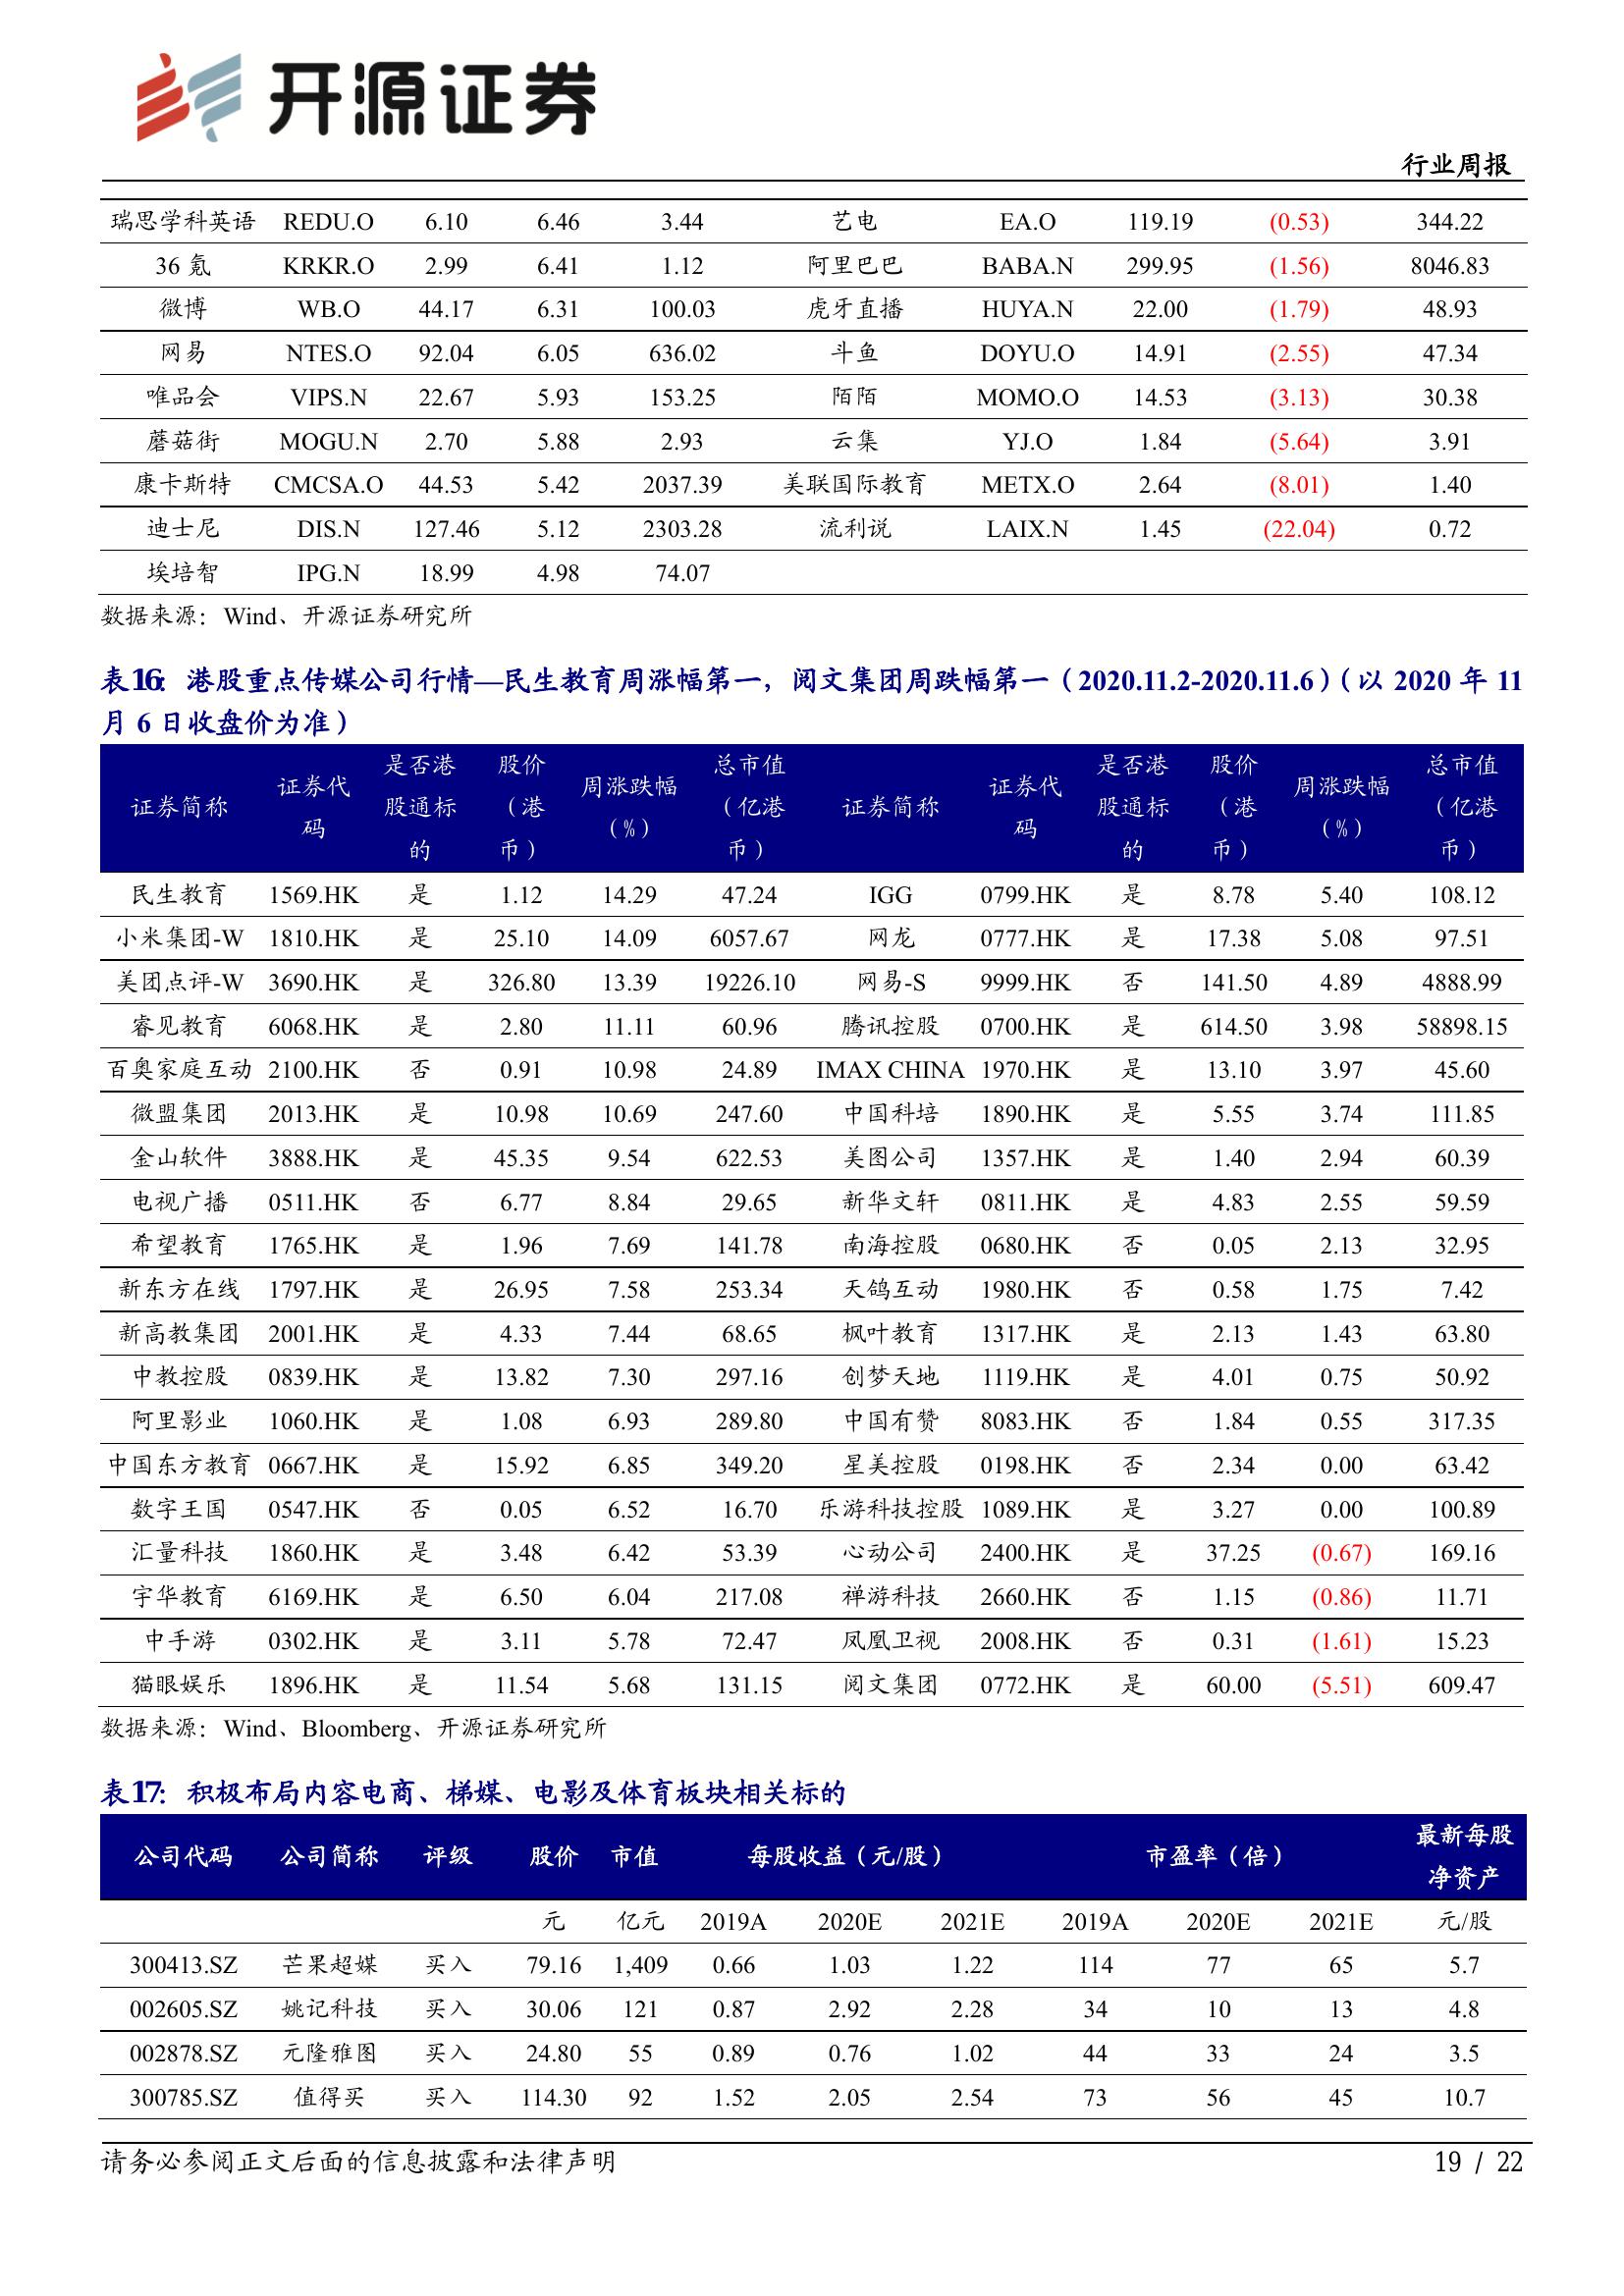 开源证券
行业周报
瑞思学科英语 REDU.O 6.10 6.46 3.44 艺电 EA.O 119.19 (0.53) 344.22
36 氪 KRKR.O 2.99 6.41 1.12 阿里巴巴 BABA.N 299.95 (1.56) 8046.83
微博 WB.O 44.17 6.31 100.03 虎牙直播 HUYA.N 22.00 (1.79) 48.93
网易 NTES.O 92.04 6.05 636.02 斗鱼 DOYU.O 14.91 (2.55) 47.34
唯品会 VIPS.N 22.67 5.93 153.25 陌陌 MOMO.O 14.53 (3.13) 30.38
蘑菇街 MOGU.N 2.70 5.88 2.93 云集 YJ.O 1.84 (5.64) 3.91
康卡斯特 CMCSA.O 44.53 5.42 2037.39 美联国际教育 METX.O 2.64 (8.01) 1.40
迪士尼 DIS.N 127.46 5.12 2303.28 流利说 LAIX.N 1.45 (22.04) 0.72
埃培智 IPG.N 18.99 4.98 74.07
数据来源：Wind、开源证券研究所
表16： 港股重点传媒公司行情—民生教育周涨幅第一，阅文集团周跌幅第一（2020.11.2-2020.11.6）（以 2020 年 11
月 6 日收盘价为准）
证券简称 证券代码 是否港股通标的 股价（港币） 周涨跌幅（%） 总市值（亿港币） 证券简称 证券代码 是否港股通标的 股价（港币） 周涨跌幅（%） 总市值（亿港币）
民生教育 1569.HK 是 1.12 14.29 47.24 IGG 0799.HK 是 8.78 5.40 108.12
小米集团-W 1810.HK 是 25.10 14.09 6057.67 网龙 0777.HK 是 17.38 5.08 97.51
美团点评-W 3690.HK 是 326.80 13.39 19226.10 网易-S 9999.HK 否 141.50 4.89 4888.99
睿见教育 6068.HK 是 2.80 11.11 60.96 腾讯控股 0700.HK 是 614.50 3.98 58898.15
百奥家庭互动 2100.HK 否 0.91 10.98 24.89 IMAX CHINA 1970.HK 是 13.10 3.97 45.60
微盟集团 2013.HK 是 10.98 10.69 247.60 中国科培 1890.HK 是 5.55 3.74 111.85
金山软件 3888.HK 是 45.35 9.54 622.53 美图公司 1357.HK 是 1.40 2.94 60.39
电视广播 0511.HK 否 6.77 8.84 29.65 新华文轩 0811.HK 是 4.83 2.55 59.59
希望教育 1765.HK 是 1.96 7.69 141.78 南海控股 0680.HK 否 0.05 2.13 32.95
新东方在线 1797.HK 是 26.95 7.58 253.34 天鸽互动 1980.HK 否 0.58 1.75 7.42
新高教集团 2001.HK 是 4.33 7.44 68.65 枫叶教育 1317.HK 是 2.13 1.43 63.80
中教控股 0839.HK 是 13.82 7.30 297.16 创梦天地 1119.HK 是 4.01 0.75 50.92
阿里影业 1060.HK 是 1.08 6.93 289.80 中国有赞 8083.HK 否 1.84 0.55 317.35
中国东方教育 0667.HK 是 15.92 6.85 349.20 星美控股 0198.HK 否 2.34 0.00 63.42
数字王国 0547.HK 否 0.05 6.52 16.70 乐游科技控股 1089.HK 是 3.27 0.00 100.89
汇量科技 1860.HK 是 3.48 6.42 53.39 心动公司 2400.HK 是 37.25 (0.67) 169.16
宇华教育 6169.HK 是 6.50 6.04 217.08 禅游科技 2660.HK 否 1.15 (0.86) 11.71
中手游 0302.HK 是 3.11 5.78 72.47 凤凰卫视 2008.HK 否 0.31 (1.61) 15.23
猫眼娱乐 1896.HK 是 11.54 5.68 131.15 阅文集团 0772.HK 是 60.00 (5.51) 609.47
数据来源：Wind、Bloomberg、开源证券研究所
表17： 积极布局内容电商、梯媒、电影及体育板块相关标的
公司代码 公司简称 评级 股价 市值 每股收益（元/股） 市盈率（倍） 最新每股净资产
元 亿元 2019A 2020E 2021E 2019A 2020E 2021E 元/股
300413.SZ 芒果超媒 买入 79.16 1,409 0.66 1.03 1.22 114 77 65 5.7
002605.SZ 姚记科技 买入 30.06 121 0.87 2.92 2.28 34 10 13 4.8
002878.SZ 元隆雅图 买入 24.80 55 0.89 0.76 1.02 44 33 24 3.5
300785.SZ 值得买 买入 114.30 92 1.52 2.05 2.54 73 56 45 10.7
请务必参阅正文后面的信息披露和法律声明
19 / 22